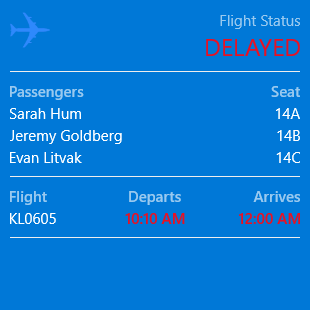 Flight Status
DELAYED
Passengers Seat
Sarah Hum 14A
Jeremy Goldberg 14B
Evan Litvak 14C
Flight Departs Arrives
KL0605 10:10 AM 12:00 AM